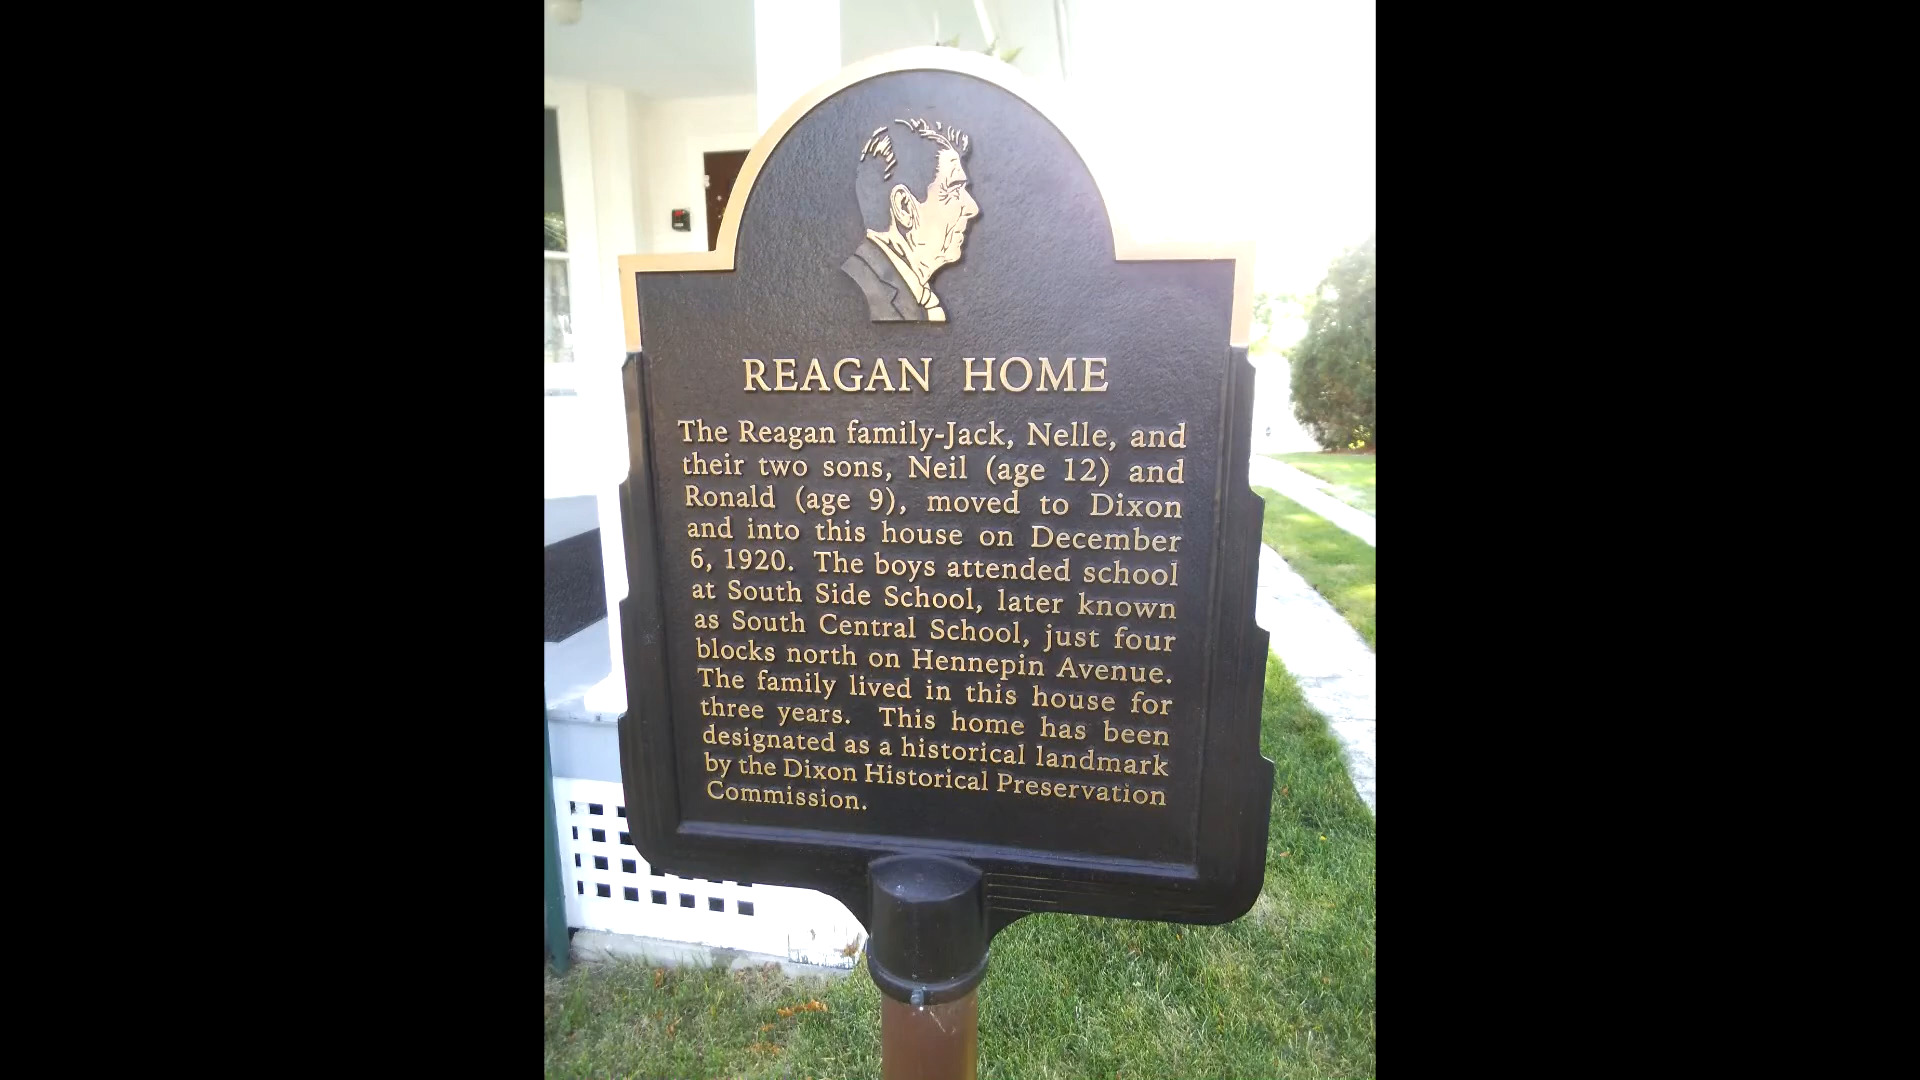 REAGAN HOME
The Reagan family-Jack, Nelle, and
their two sons, Neil (age 12) and
Ronald (age 9), moved to Dixon
and into this house on December
6, 1920. The boys attended school
at South Side School, later known
as South Central School, just four
blocks north on Hennepin Avenue.
The family lived in this house for
three years. This home has been
designated as a historical landmark
by the Dixon Historical Preservation
Commission.